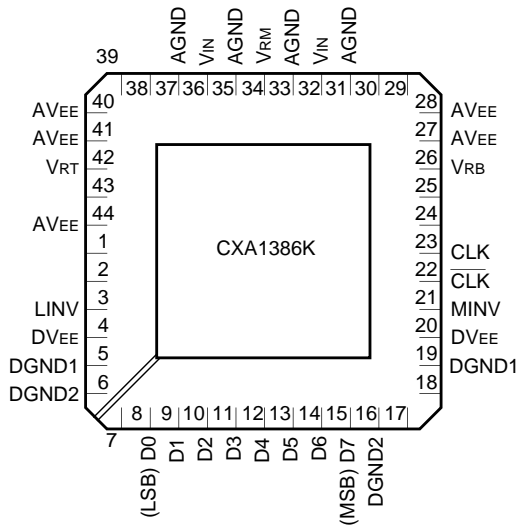 39
AGND
VIN
AGND
VRM
AGND
VIN
AGND
38 37 36 35 34 33 32 31 30 29
AVEE 40
AVEE 41
VRT 42
43
AVEE 44
1
2
LINV 3
DVEE 4
DGND1 5
DGND2 6
7
CXA1386K
28 AVEE
27 AVEE
26 VRB
25
24
23 CLK
22 CLK
21 MINV
20 DVEE
19 DGND1
18
8 9 10 11 12 13 14 15 16 17
(LSB) D0
D1
D2
D3
D4
D5
D6
(MSB) D7
DGND2